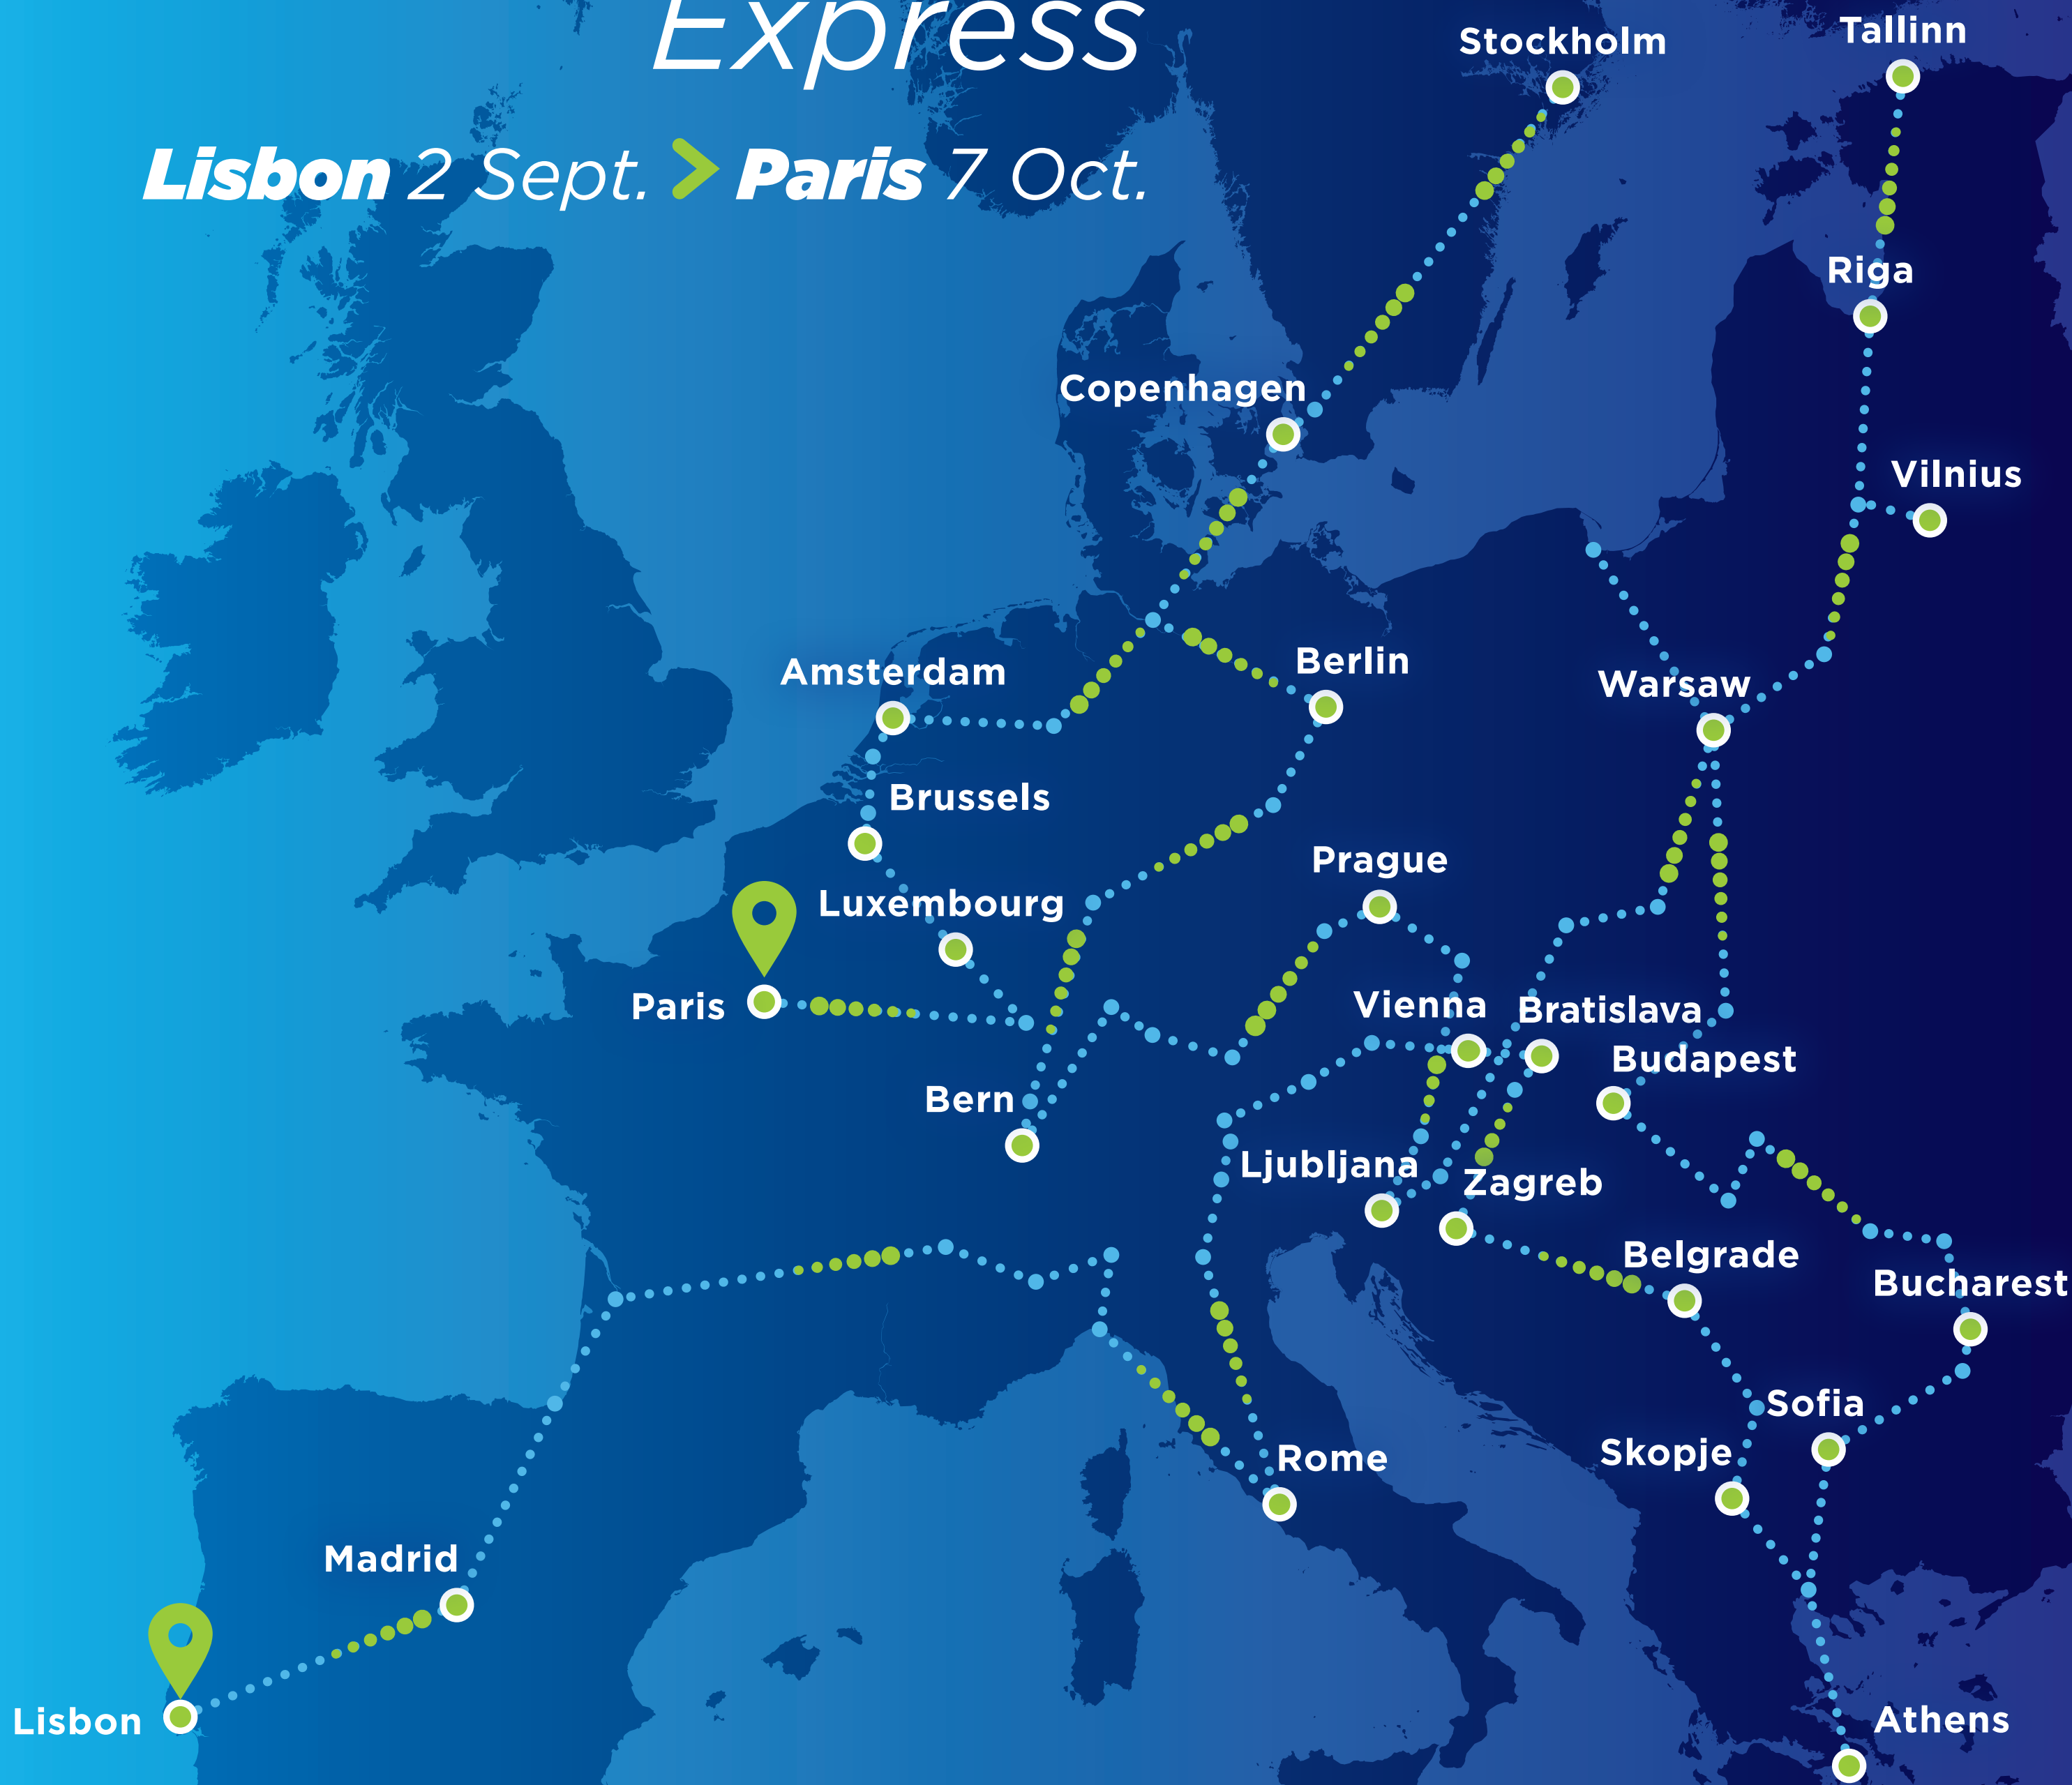 Express
Lisbon 2 Sept. > Paris 7 Oct.
Stockholm
Tallinn
Riga
Copenhagen
Vilnius
Amsterdam
Berlin
Warsaw
Brussels
Prague
Luxembourg
Paris
Vienna
Bratislava
Budapest
Bern
Ljubljana
Zagreb
Belgrade
Bucharest
Sofia
Skopje
Rome
Madrid
Lisbon
Athens